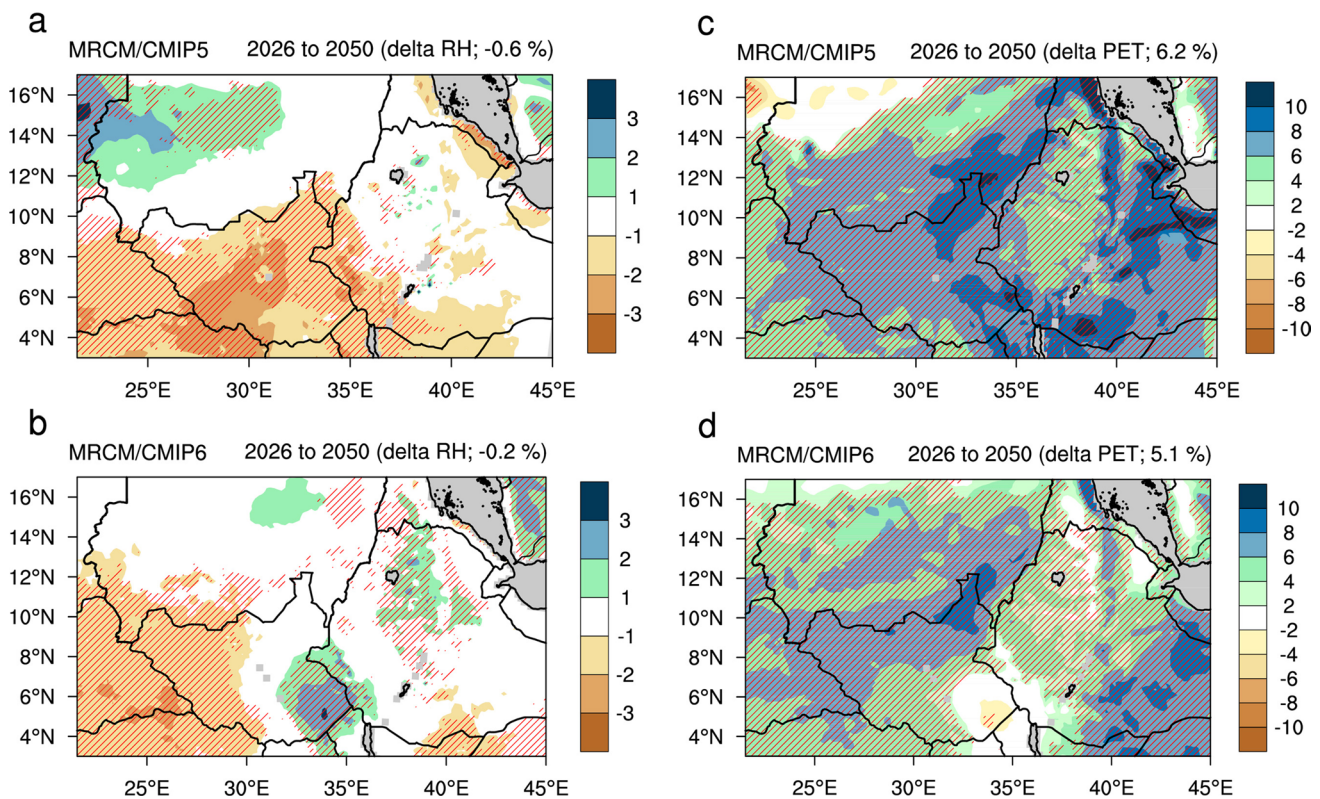 a
MRCM/CMIP5 2026 to 2050 (delta RH; -0.6 %)
16°N
14°N
12°N
10°N
8°N
6°N
4°N
25°E 30°E 35°E 40°E 45°E
3
2
1
-1
-2
-3
c
MRCM/CMIP5 2026 to 2050 (delta PET; 6.2 %)
16°N
14°N
12°N
10°N
8°N
6°N
4°N
25°E 30°E 35°E 40°E 45°E
10
8
6
4
2
-2
-4
-6
-8
-10
b
MRCM/CMIP6 2026 to 2050 (delta RH; -0.2 %)
16°N
14°N
12°N
10°N
8°N
6°N
4°N
25°E 30°E 35°E 40°E 45°E
3
2
1
-1
-2
-3
d
MRCM/CMIP6 2026 to 2050 (delta PET; 5.1 %)
16°N
14°N
12°N
10°N
8°N
6°N
4°N
25°E 30°E 35°E 40°E 45°E
10
8
6
4
2
-2
-4
-6
-8
-10